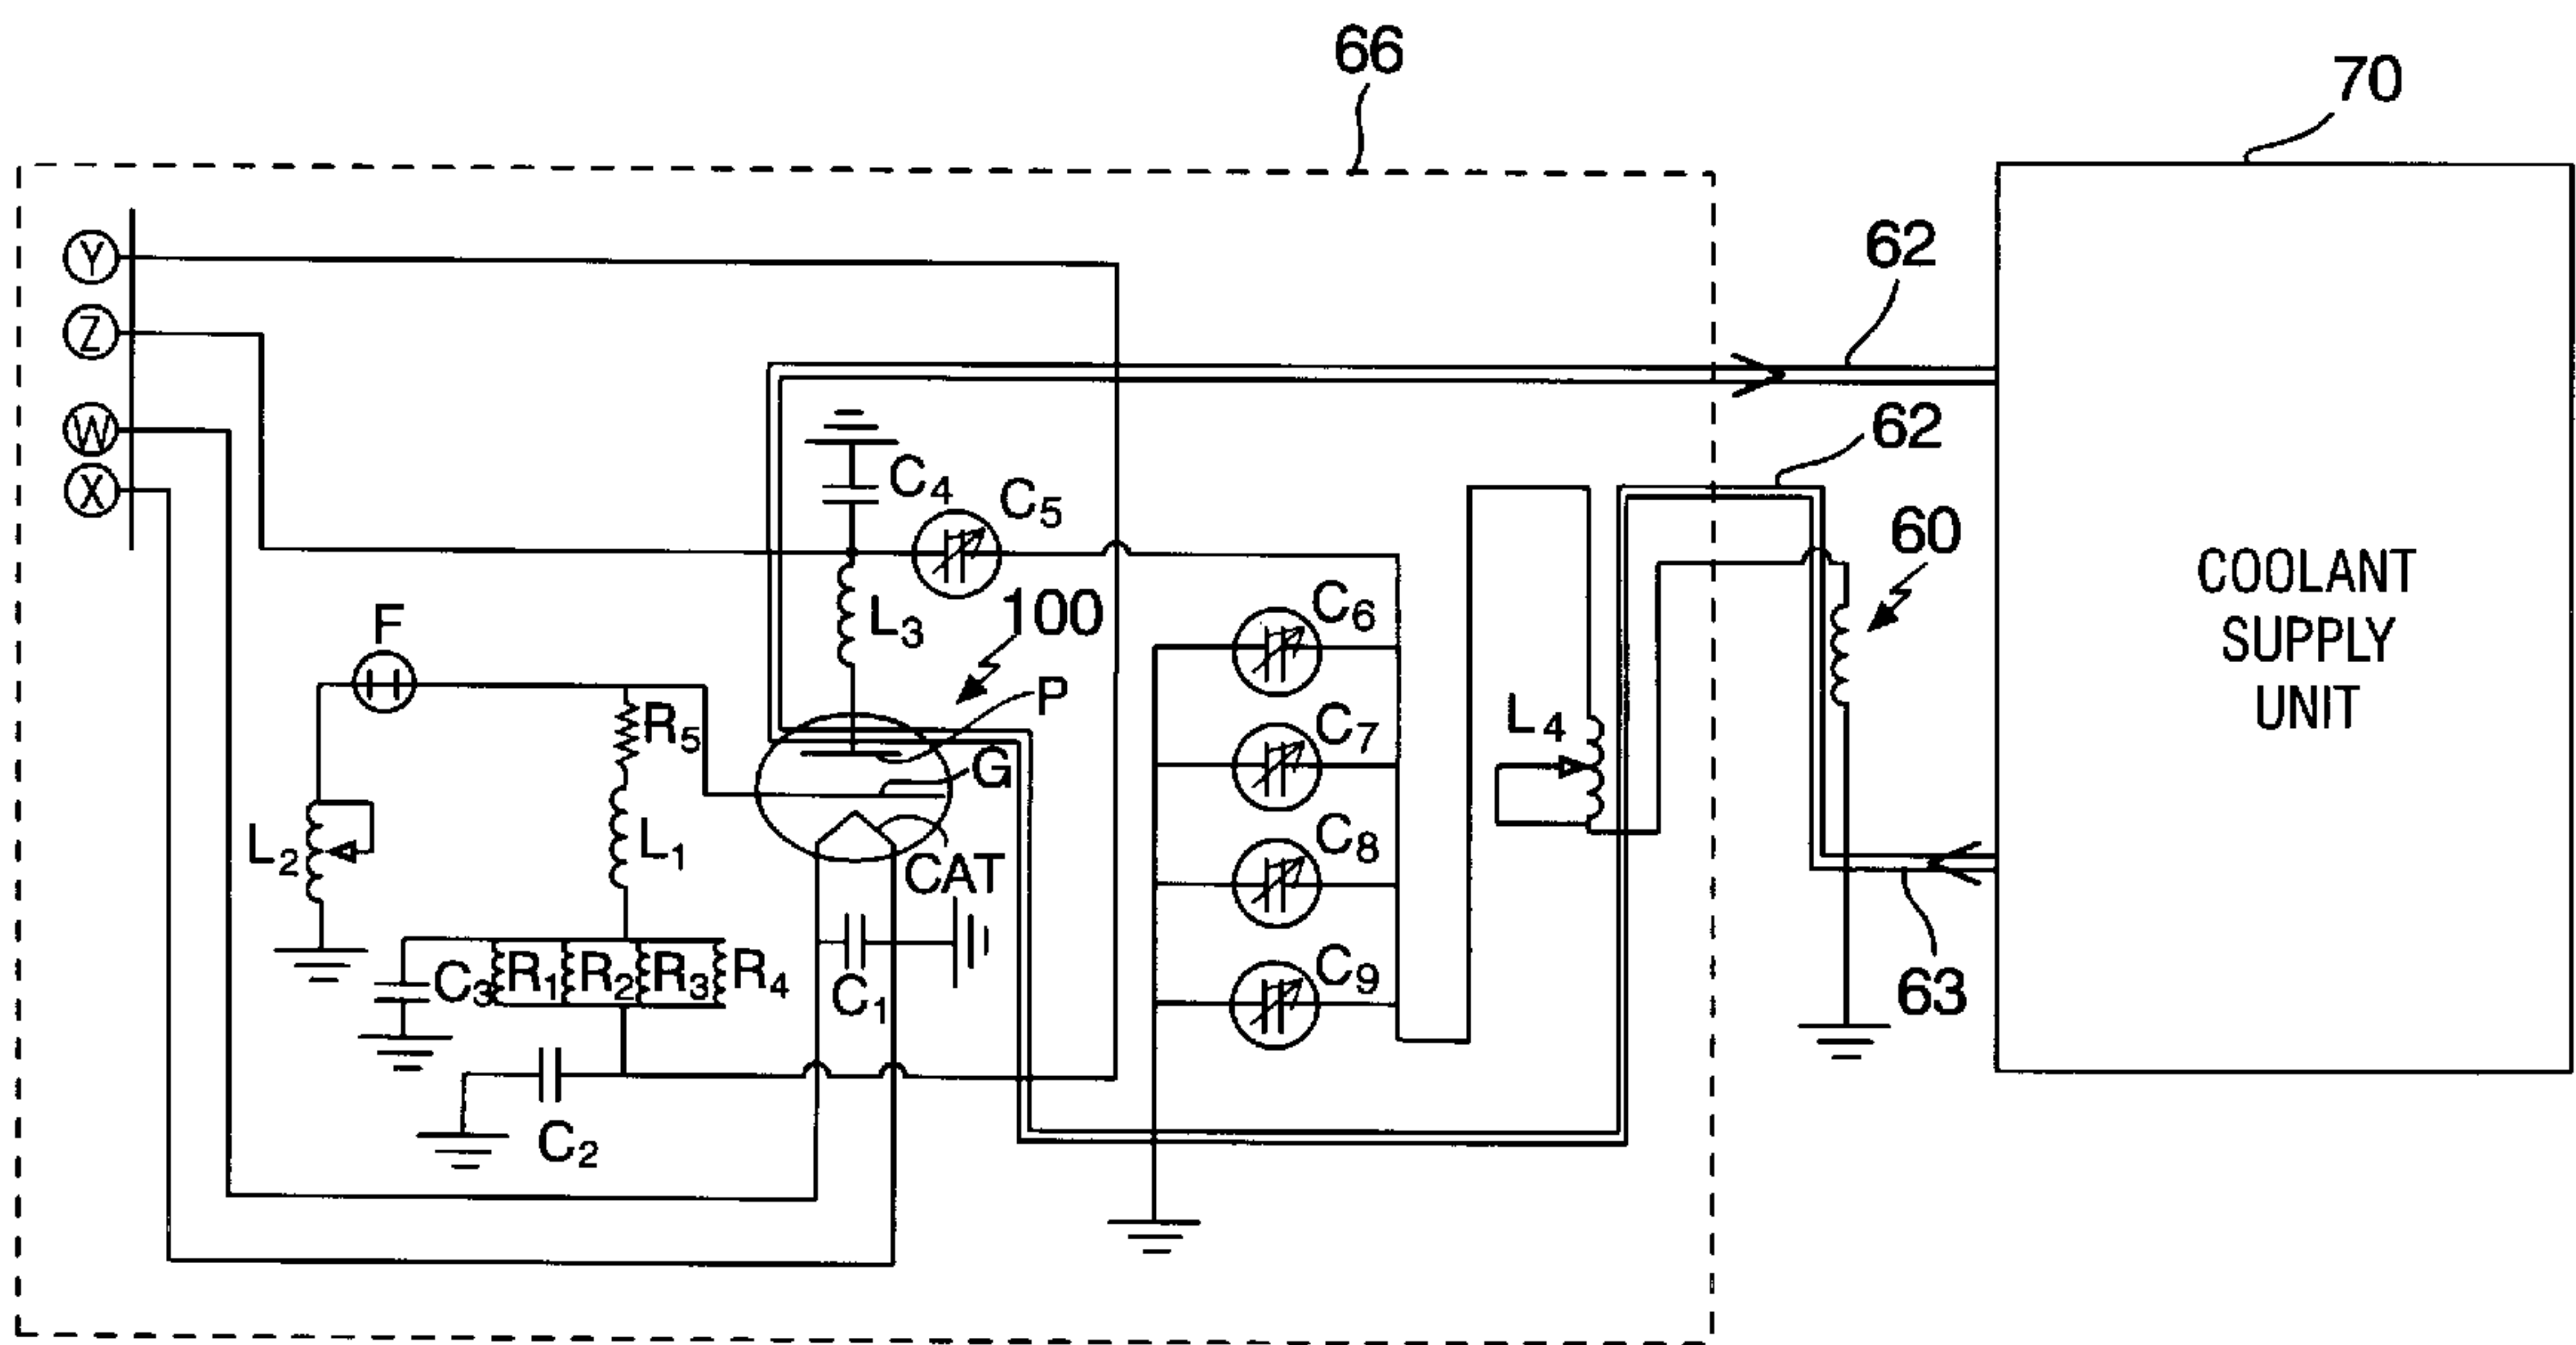 66
70
Y
62
Z
62
W
C4
X
C5
60
COOLANT
SUPPLY
UNIT
F
L3
100
C6
P
R5
L4
C7
G
L2
L1
C8
CAT
C3
R1
R2
R3
R4
C1
C9
63
C2